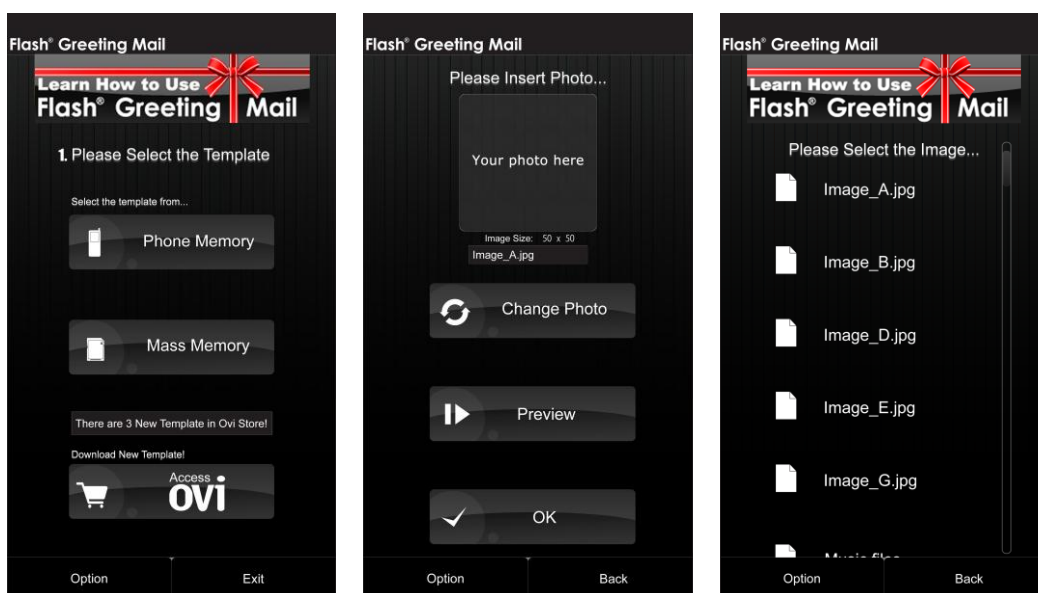 Flash® Greeting Mail
Learn How to Use
Flash® Greeting Mail
1. Please Select the Template
Select the template from...
Phone Memory
Mass Memory
There are 3 New Template in Ovi Store!
Download New Template!
Access
ovi
Option Exit
Flash® Greeting Mail
Please Insert Photo...
Your photo here
Image Size: 50 x 50
Image_A.jpg
Change Photo
Preview
OK
Option Back
Flash® Greeting Mail
Learn How to Use
Flash® Greeting Mail
Please Select the Image...
Image_A.jpg
Image_B.jpg
Image_D.jpg
Image_E.jpg
Image_G.jpg
Music files
Option Back